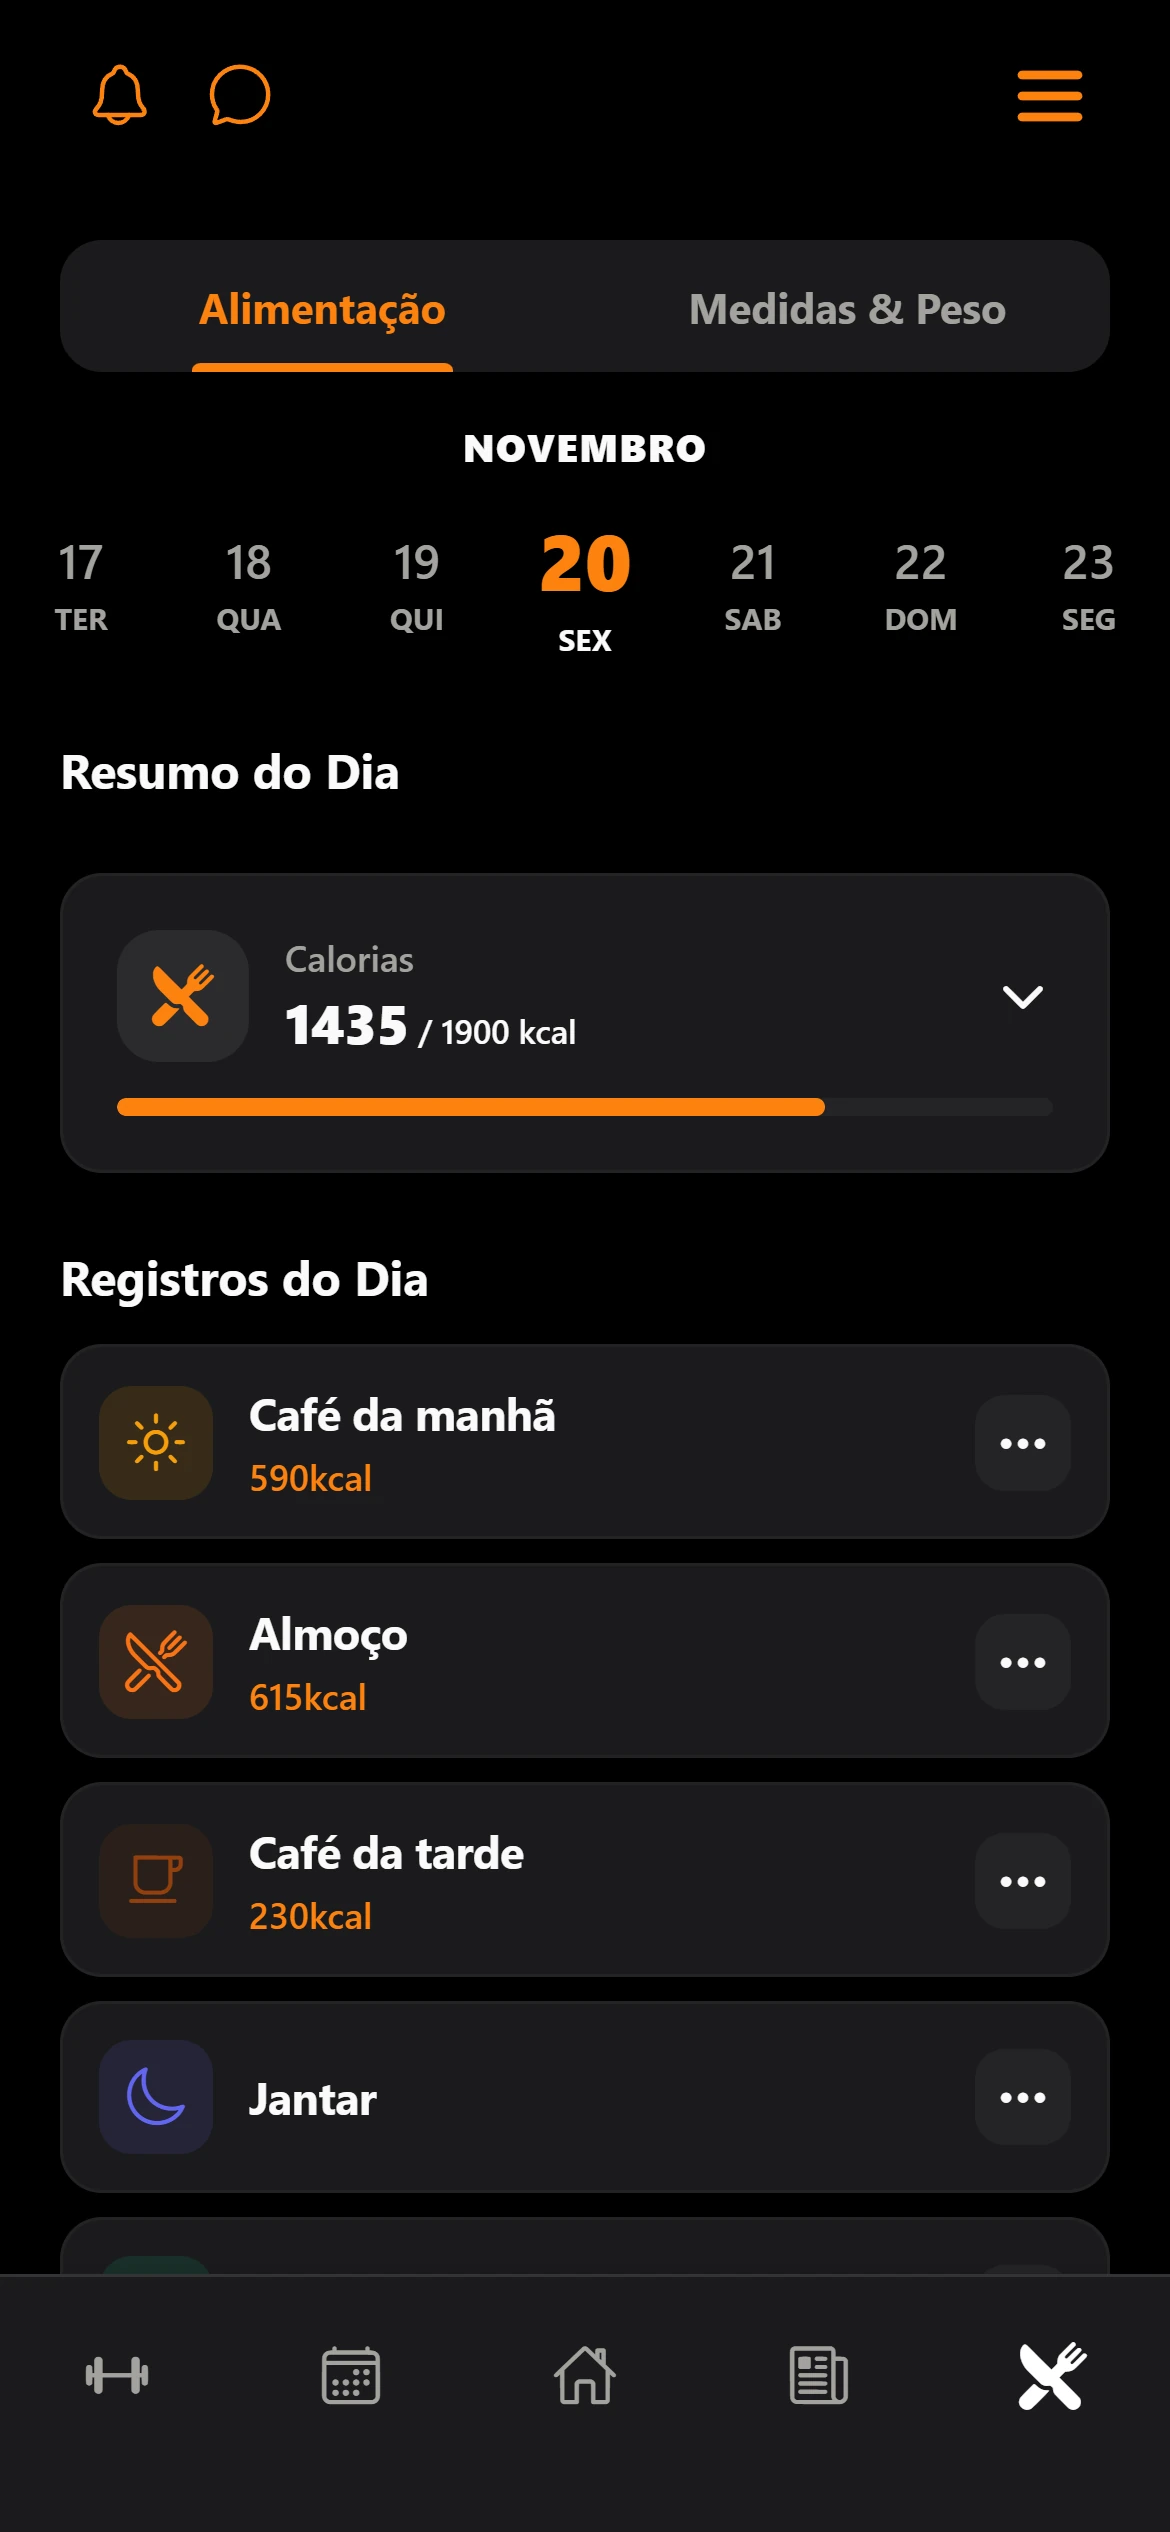 Alimentação
Medidas & Peso
NOVEMBRO
17 18 19 20 21 22 23
TER QUA QUI SEX SAB DOM SEG
Resumo do Dia
Calorias
1435 / 1900 kcal
Registros do Dia
Café da manhã
590kcal
Almoço
615kcal
Café da tarde
230kcal
Jantar